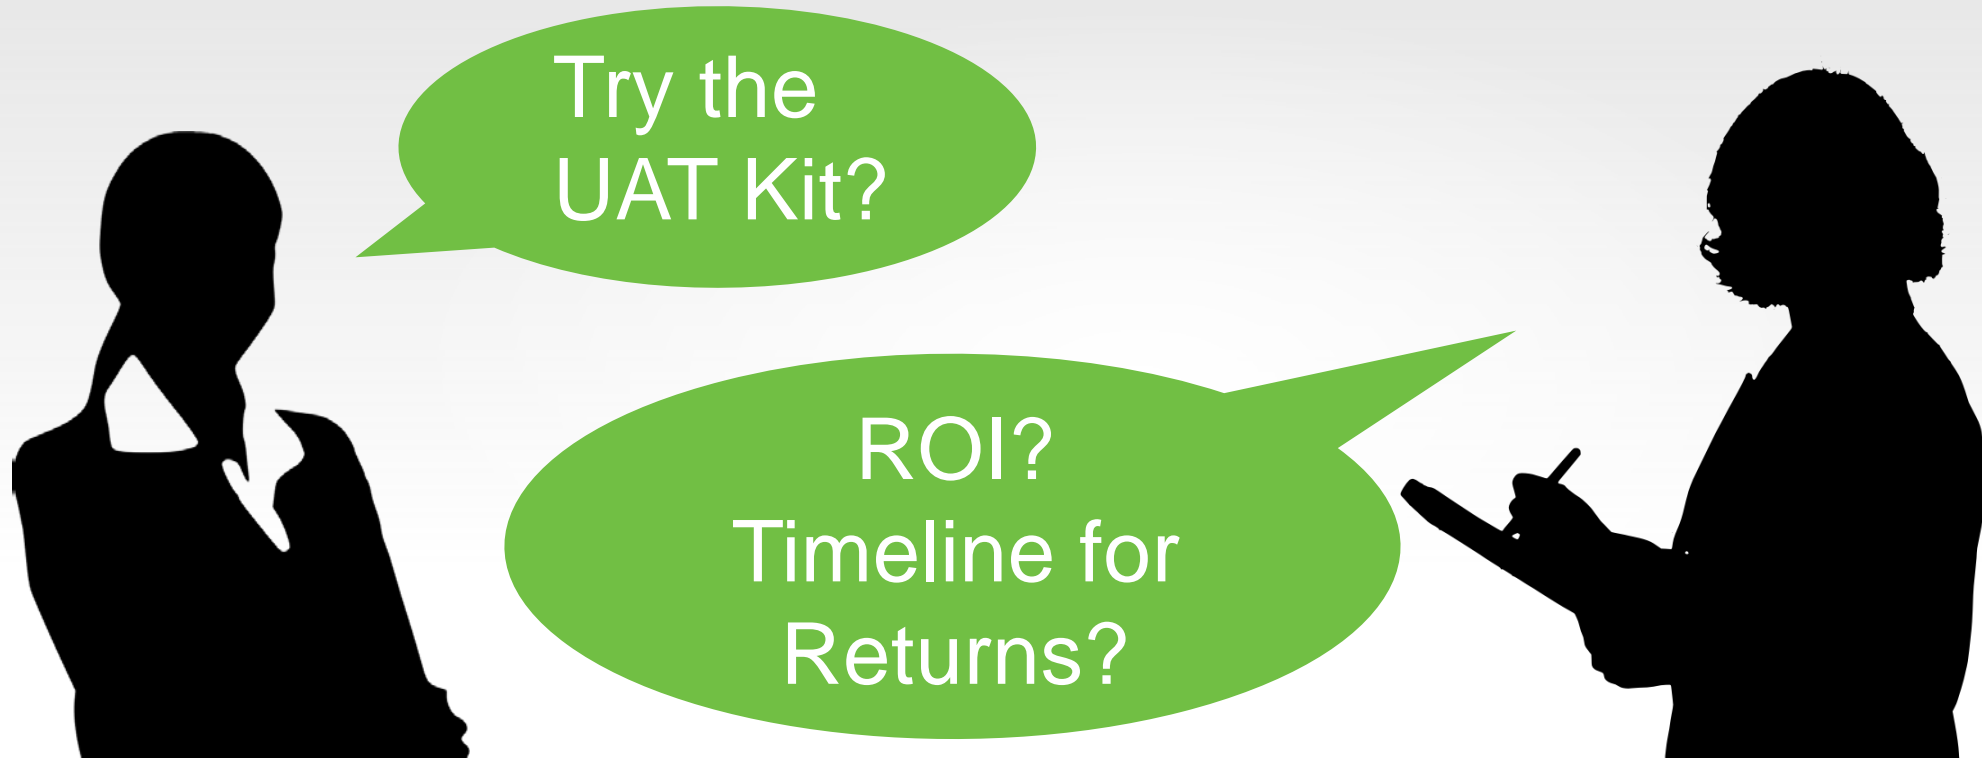 Try the
UAT Kit?
ROI?
Timeline for
Returns?